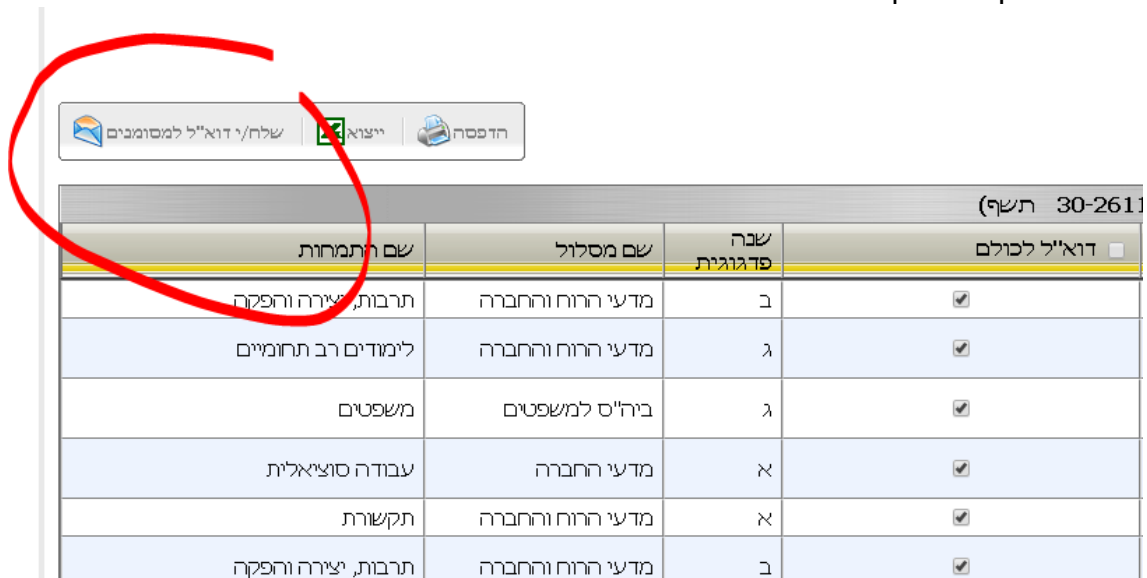 הדפסה ייצוא שלח/י דוא"ל למסומנים
30-2611 תשף)
דוא"ל לכולם שנה פדגוגית שם מסלול שם התמחות
ב מדעי הרוח והחברה תרבות, יצירה והפקה
ג מדעי הרוח והחברה לימודים רב תחומיים
ג ביה"ס למשפטים משפטים
א מדעי החברה עבודה סוציאלית
א מדעי הרוח והחברה תקשורת
ב מדעי הרוח והחברה תרבות, יצירה והפקה